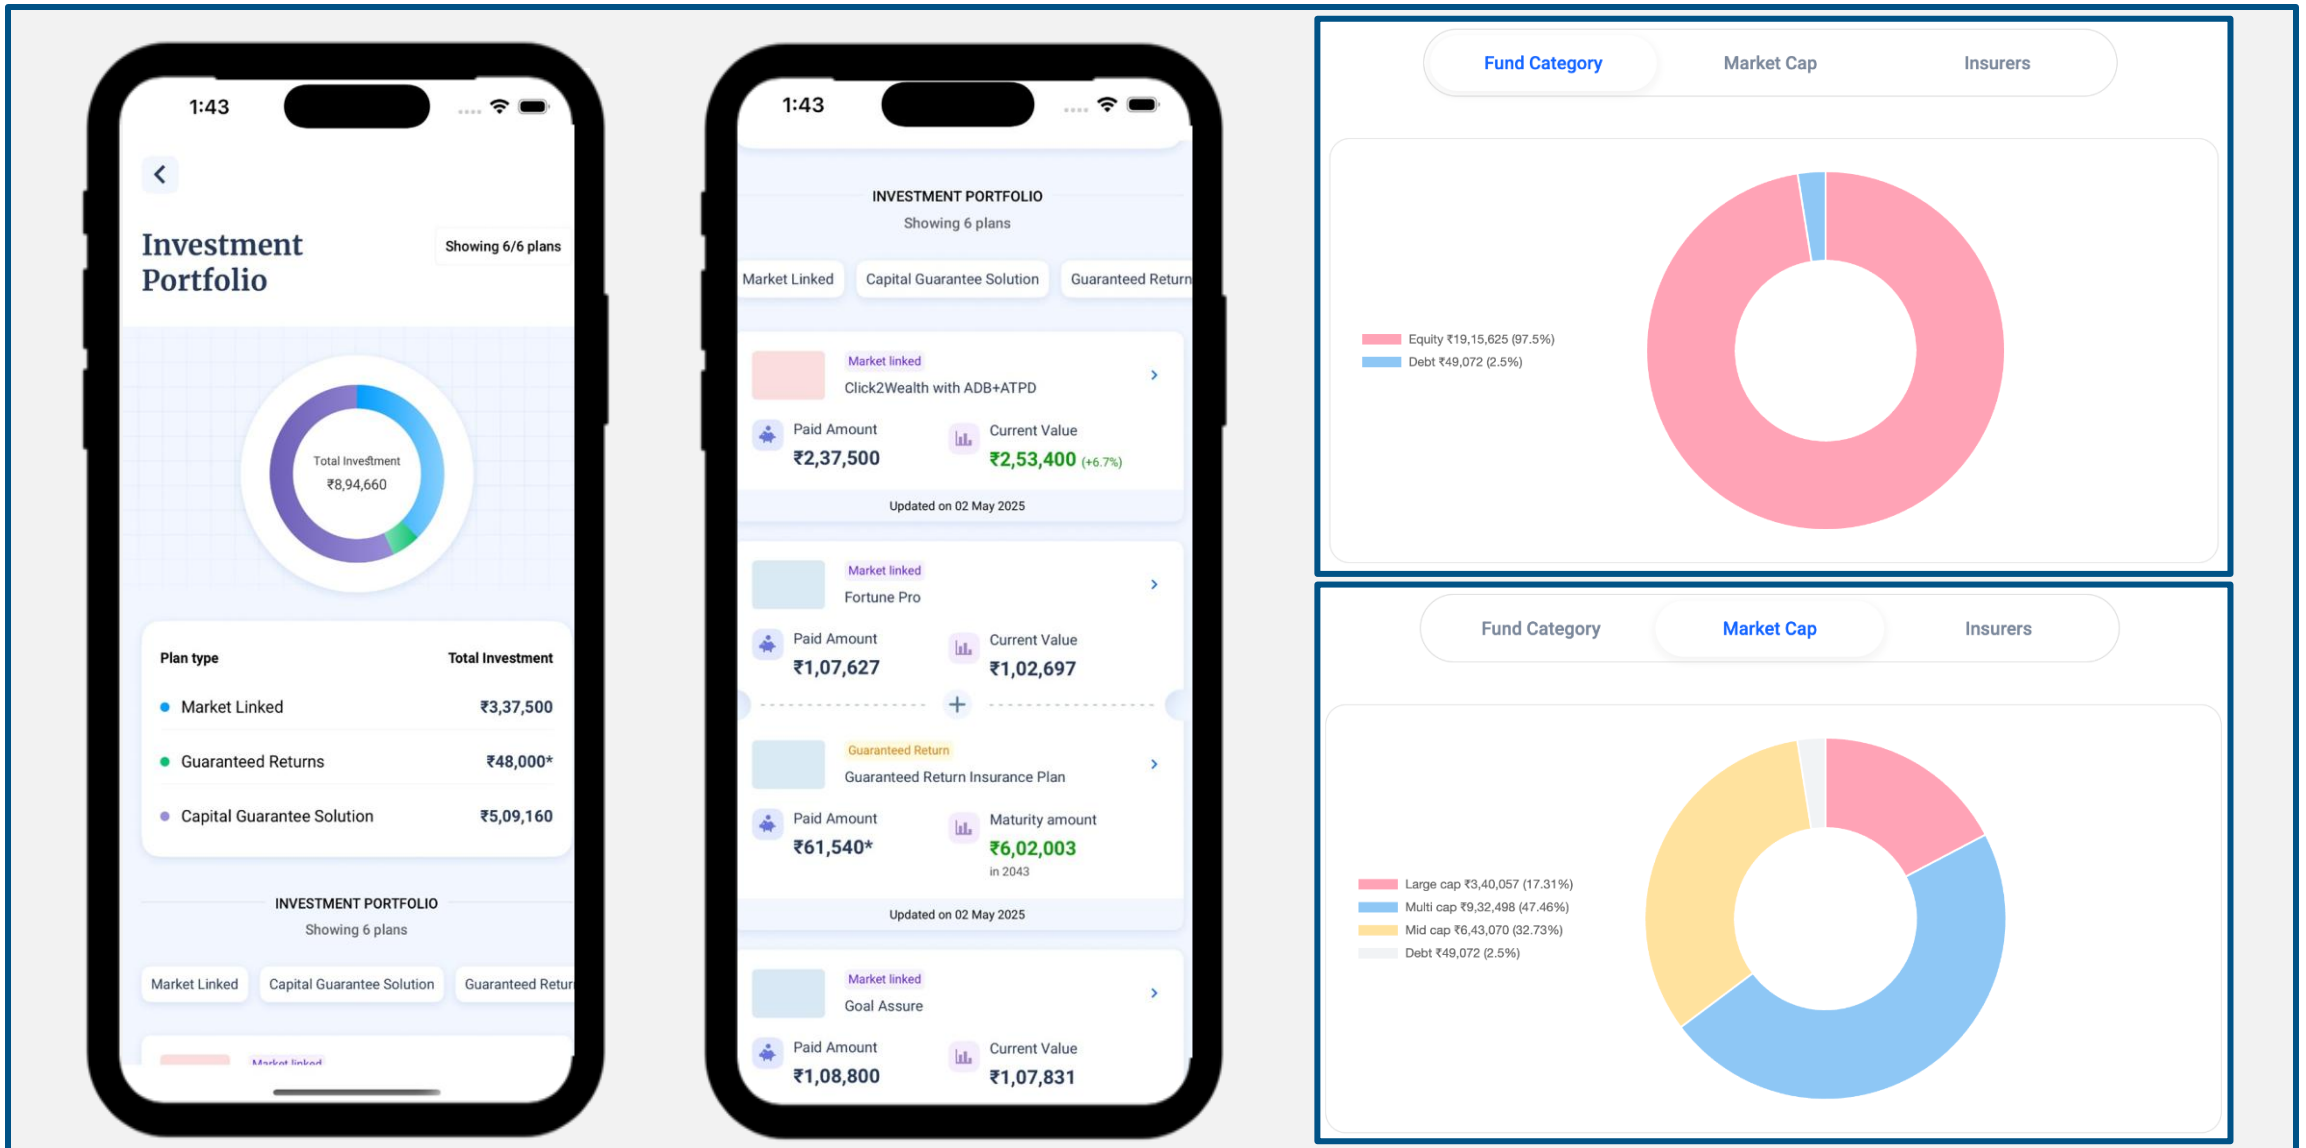 1:43
Investment
Portfolio
Showing 6/6 plans
Total Investment
₹8,94,660
Plan type Total Investment
Market Linked ₹3,37,500
Guaranteed Returns ₹48,000*
Capital Guarantee Solution ₹5,09,160
INVESTMENT PORTFOLIO
Showing 6 plans
Market Linked Capital Guarantee Solution Guaranteed Retur
Market linked
1:43
INVESTMENT PORTFOLIO
Showing 6 plans
Market Linked Capital Guarantee Solution Guaranteed Return
Market linked
Click2Wealth with ADB+ATPD
Paid Amount Current Value
₹2,37,500 ₹2,53,400 (+6.7%)
Updated on 02 May 2025
Market linked
Fortune Pro
Paid Amount Current Value
₹1,07,627 ₹1,02,697
+
Guaranteed Return
Guaranteed Return Insurance Plan
Paid Amount Maturity amount
₹61,540* ₹6,02,003
in 2043
Updated on 02 May 2025
Market linked
Goal Assure
Paid Amount Current Value
₹1,08,800 ₹1,07,831
Fund Category Market Cap Insurers
Equity ₹19,15,625 (97.5%)
Debt ₹49,072 (2.5%)
Fund Category Market Cap Insurers
Large cap ₹3,40,057 (17.31%)
Multi cap ₹9,32,498 (47.46%)
Mid cap ₹6,43,070 (32.73%)
Debt ₹49,072 (2.5%)